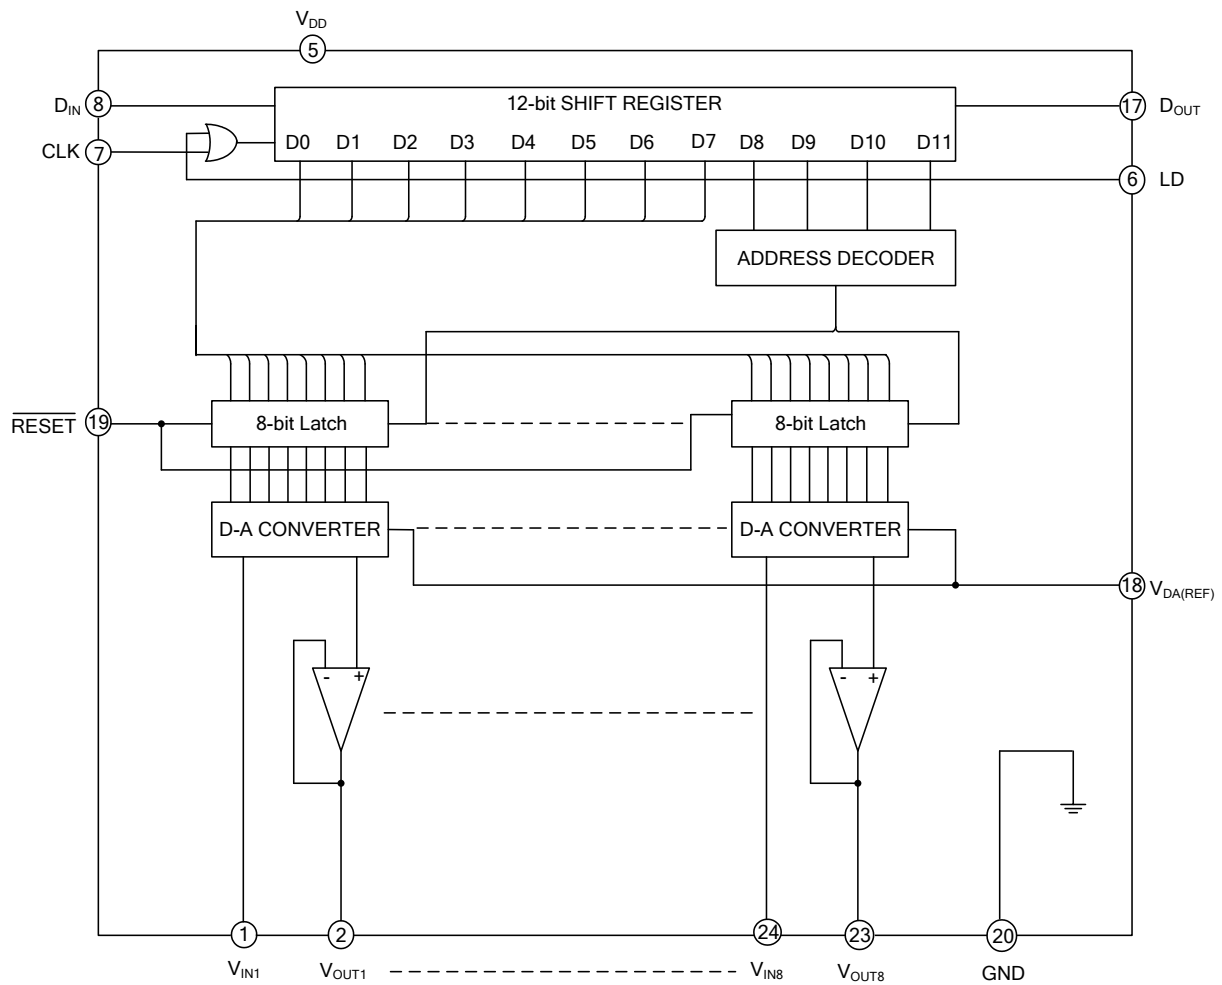 VDD
5
DIN 8
12-bit SHIFT REGISTER
17 DOUT
CLK 7
D0 D1 D2 D3 D4 D5 D6 D7 D8 D9 D10 D11
6 LD
ADDRESS DECODER
RESET 19
8-bit Latch
8-bit Latch
D-A CONVERTER
D-A CONVERTER
18 VDA(REF)
- +
- +
1
2
24
23
20
VIN1
VOUT1
VIN8
VOUT8
GND